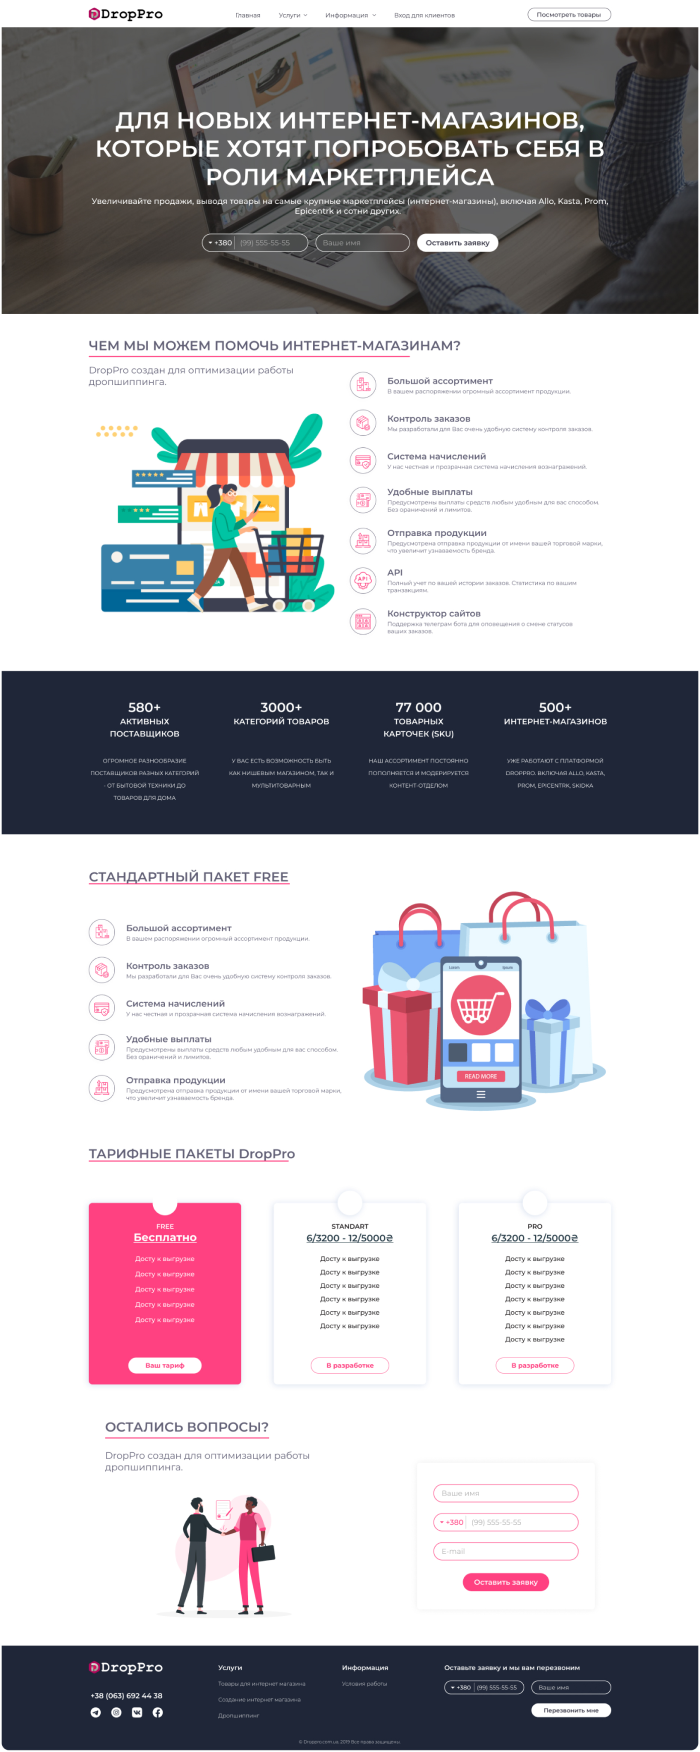 DropPro
Главная Услуги Информация Вход для клиентов
Посмотреть товары
ДЛЯ НОВЫХ ИНТЕРНЕТ-МАГАЗИНОВ,
КОТОРЫЕ ХОТЯТ ПОПРОБОВАТЬ СЕБЯ В
РОЛИ МАРКЕТПЛЕЙСА
Увеличивайте продажи, выводя товары на самые крупные маркетплейсы (интернет-магазины), включая Allo, Kasta, Prom,
Epicentrk и сотни других.
+380 (99) 555-55-55 Ваше имя Оставить заявку
ЧЕМ МЫ МОЖЕМ ПОМОЧЬ ИНТЕРНЕТ-МАГАЗИНАМ?
DropPro создан для оптимизации работы
дропшиппинга.
Большой ассортимент
В вашем распоряжении огромный ассортимент продукции.
Контроль заказов
Мы разработали для Вас очень удобную систему контроля заказов.
Система начислений
У нас честная и прозрачная система начисления вознагражений.
Удобные выплаты
Предусмотрены выплаты средств любым удобным для вас способом.
Без ораничений и лимитов.
Отправка продукции
Предусмотрена отправка продукции от имени вашей торговой марки,
что увеличит узнаваемость бренда.
API
API
Полный учет по вашей истории заказов. Статистика по вашим
транзакциям.
Конструктор сайтов
Поддержка телеграм бота для оповещения о смене статусов
ваших заказов.
580+
АКТИВНЫХ
ПОСТАВЩИКОВ
ОГРОМНОЕ РАЗНООБРАЗИЕ
ПОСТАВЩИКОВ РАЗНЫХ КАТЕГОРИЙ
- ОТ БЫТОВОЙ ТЕХНИКИ ДО
ТОВАРОВ ДЛЯ ДОМА
3000+
КАТЕГОРИЙ ТОВАРОВ
У ВАС ЕСТЬ ВОЗМОЖНОСТЬ БЫТЬ
КАК НИШЕВЫМ МАГАЗИНОМ, ТАК И
МУЛЬТИТОВАРНЫМ
77 000
ТОВАРНЫХ
КАРТОЧЕК (SKU)
НАШ АССОРТИМЕНТ ПОСТОЯННО
ПОПОЛНЯЕТСЯ И МОДЕРИРУЕТСЯ
КОНТЕНТ-ОТДЕЛОМ
500+
ИНТЕРНЕТ-МАГАЗИНОВ
УЖЕ РАБОТАЮТ С ПЛАТФОРМОЙ
DROPPRO. ВКЛЮЧАЯ ALLO, KASTA,
PROM, EPICENTRK, SKIDKA
СТАНДАРТНЫЙ ПАКЕТ FREE
Большой ассортимент
В вашем распоряжении огромный ассортимент продукции.
Контроль заказов
Мы разработали для Вас очень удобную систему контроля заказов.
Система начислений
У нас честная и прозрачная система начисления вознагражений.
Удобные выплаты
Предусмотрены выплаты средств любым удобным для вас способом.
Без ораничений и лимитов.
Отправка продукции
Предусмотрена отправка продукции от имени вашей торговой марки,
что увеличит узнаваемость бренда.
Lorem Ipsum
READ MORE
ТАРИФНЫЕ ПАКЕТЫ DropPro
FREE
Бесплатно
Досту к выгрузке
Досту к выгрузке
Досту к выгрузке
Досту к выгрузке
Досту к выгрузке
Ваш тариф
STANDART
6/3200 - 12/5000₴
Досту к выгрузке
Досту к выгрузке
Досту к выгрузке
Досту к выгрузке
Досту к выгрузке
Досту к выгрузке
В разработке
PRO
6/3200 - 12/5000₴
Досту к выгрузке
Досту к выгрузке
Досту к выгрузке
Досту к выгрузке
Досту к выгрузке
Досту к выгрузке
Досту к выгрузке
В разработке
ОСТАЛИСЬ ВОПРОСЫ?
DropPro создан для оптимизации работы
дропшиппинга.
Ваше имя
+380 (99) 555-55-55
E-mail
Оставить заявку
DropPro
+38 (063) 692 44 38
Услуги
Товары для интернет магазина
Создание интернет магазина
Дропшиппинг
Информация
Условия работы
Оставьте заявку и мы вам перезвоним
+380 (99) 555-55-55 Ваше имя
Перезвонить мне
© Droppro.com.ua, 2019 Все права защищены